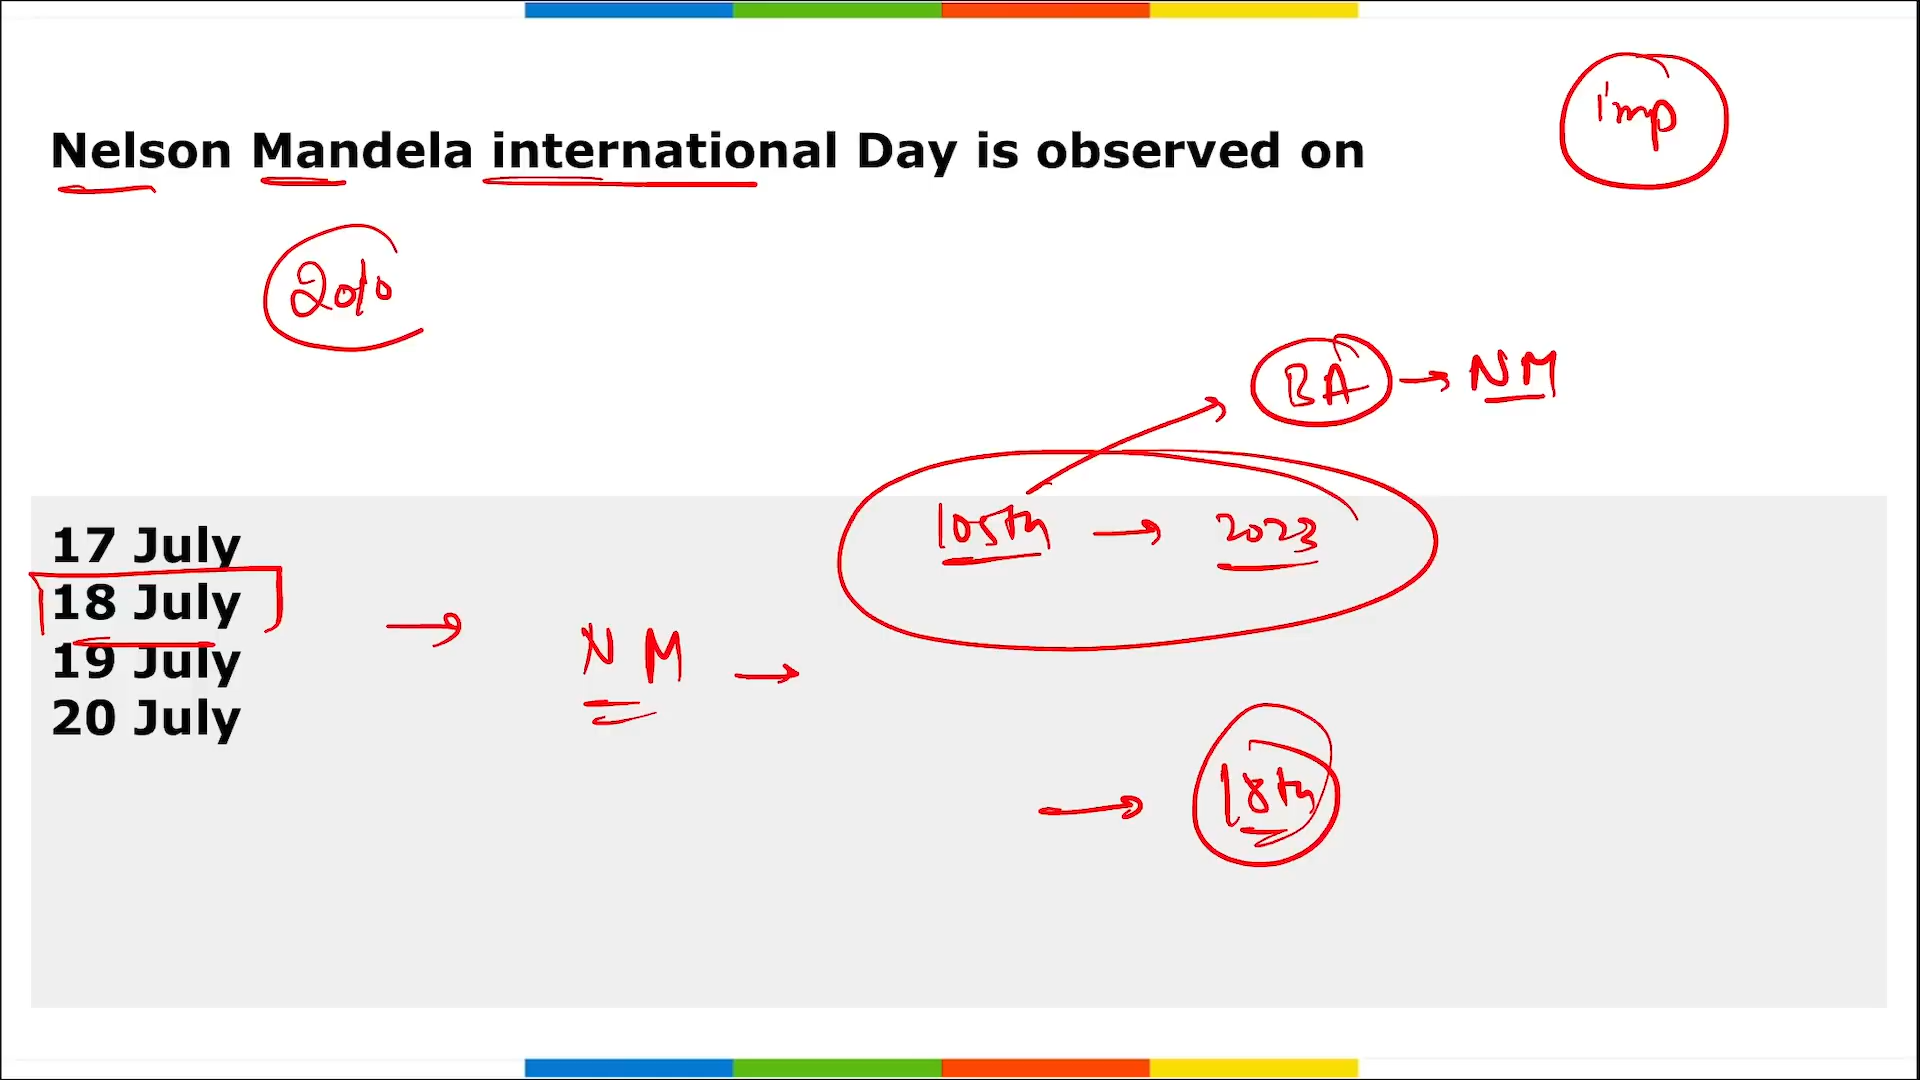 imp
Nelson Mandela international Day is observed on
2010
BA → NM
105th → 2023
17 July
18 July →
NM →
19 July
20 July
→ 18th